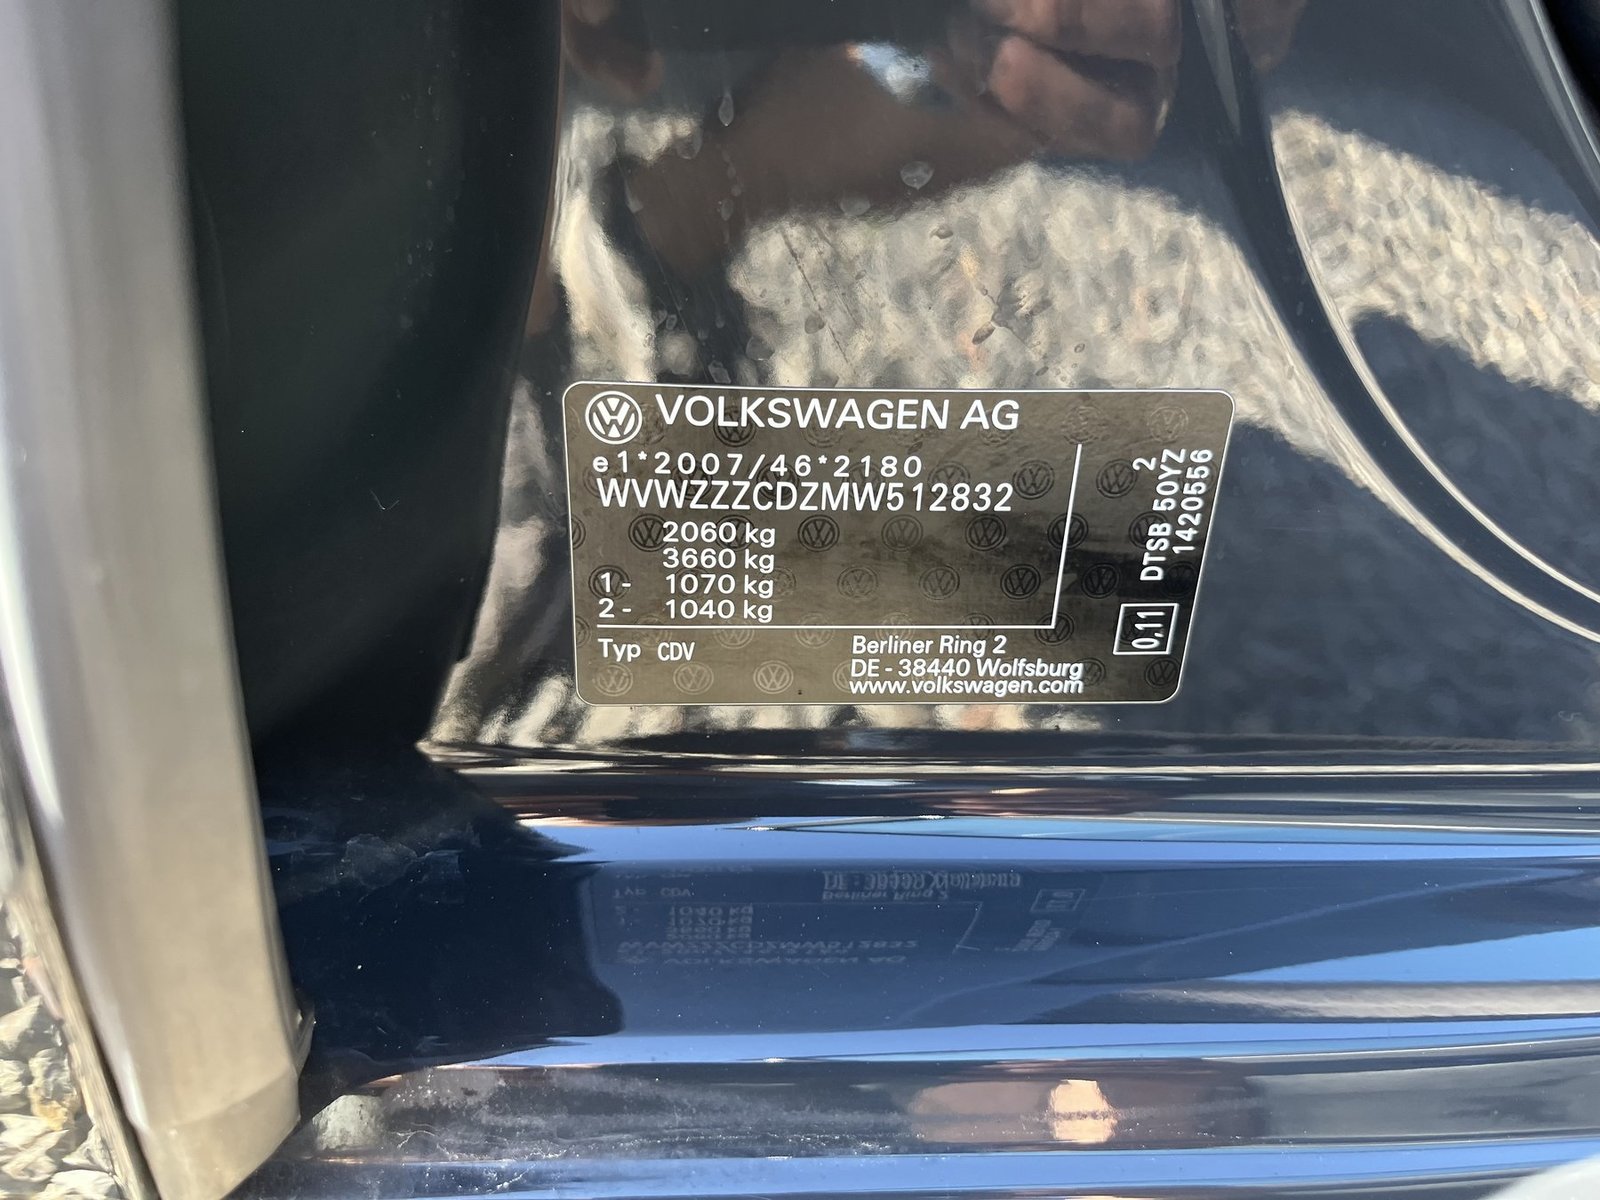 VOLKSWAGEN AG
e1*2007/46*2180
WVWZZZCDZMW512832
2060 kg
3660 kg
1- 1070 kg
2- 1040 kg
Typ CDV
Berliner Ring 2
DE - 38440 Wolfsburg
www.volkswagen.com
2
DTSB 50YZ
1420556
0,11